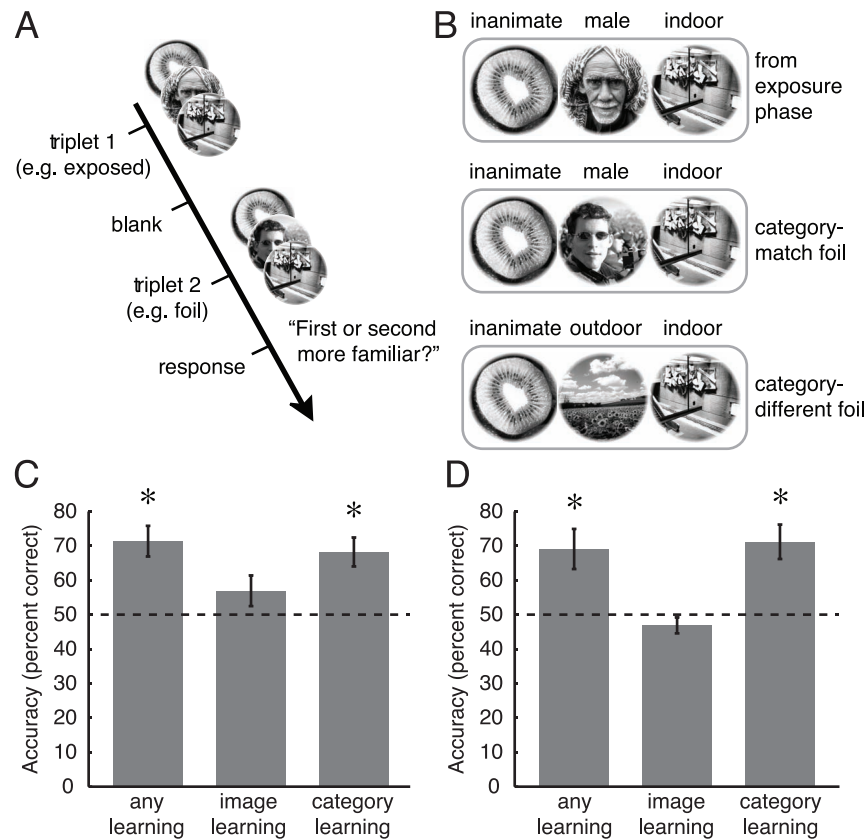 A
triplet 1
(e.g. exposed)
blank
triplet 2
(e.g. foil)
"First or second
more familiar?"
response
B
inanimate male indoor
from
exposure
phase
inanimate male indoor
category-
match foil
inanimate outdoor indoor
category-
different foil
C
Accuracy (percent correct)
80
70
60
50
40
30
20
10
0
*
*
any
learning
image
learning
category
learning
D
Accuracy (percent correct)
80
70
60
50
40
30
20
10
0
*
*
any
learning
image
learning
category
learning